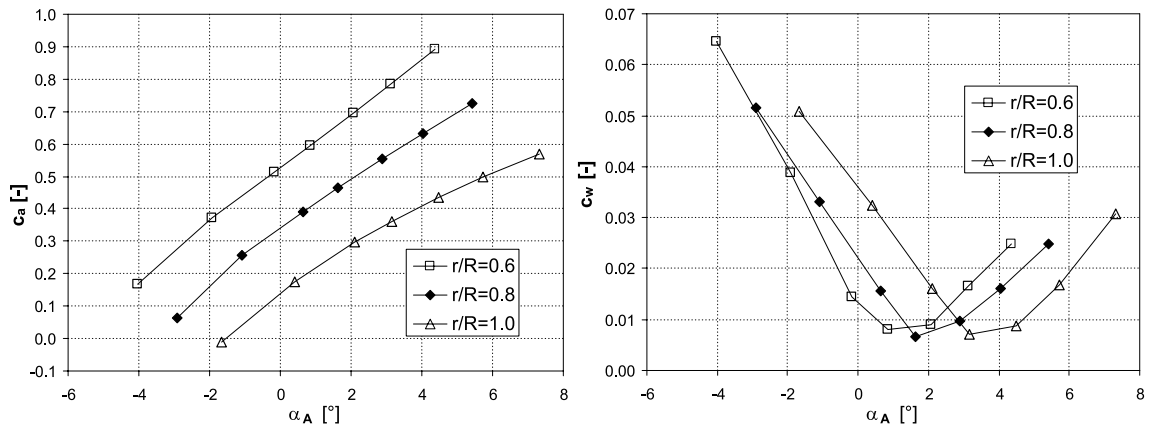 1.0
0.9
0.8
0.7
0.6
0.5
0.4
0.3
0.2
0.1
0.0
-0.1
ca [-]
-6 -4 -2 0 2 4 6 8
αA [°]
r/R=0.6
r/R=0.8
r/R=1.0
0.07
0.06
0.05
0.04
0.03
0.02
0.01
0.00
cw [-]
-6 -4 -2 0 2 4 6 8
αA [°]
r/R=0.6
r/R=0.8
r/R=1.0